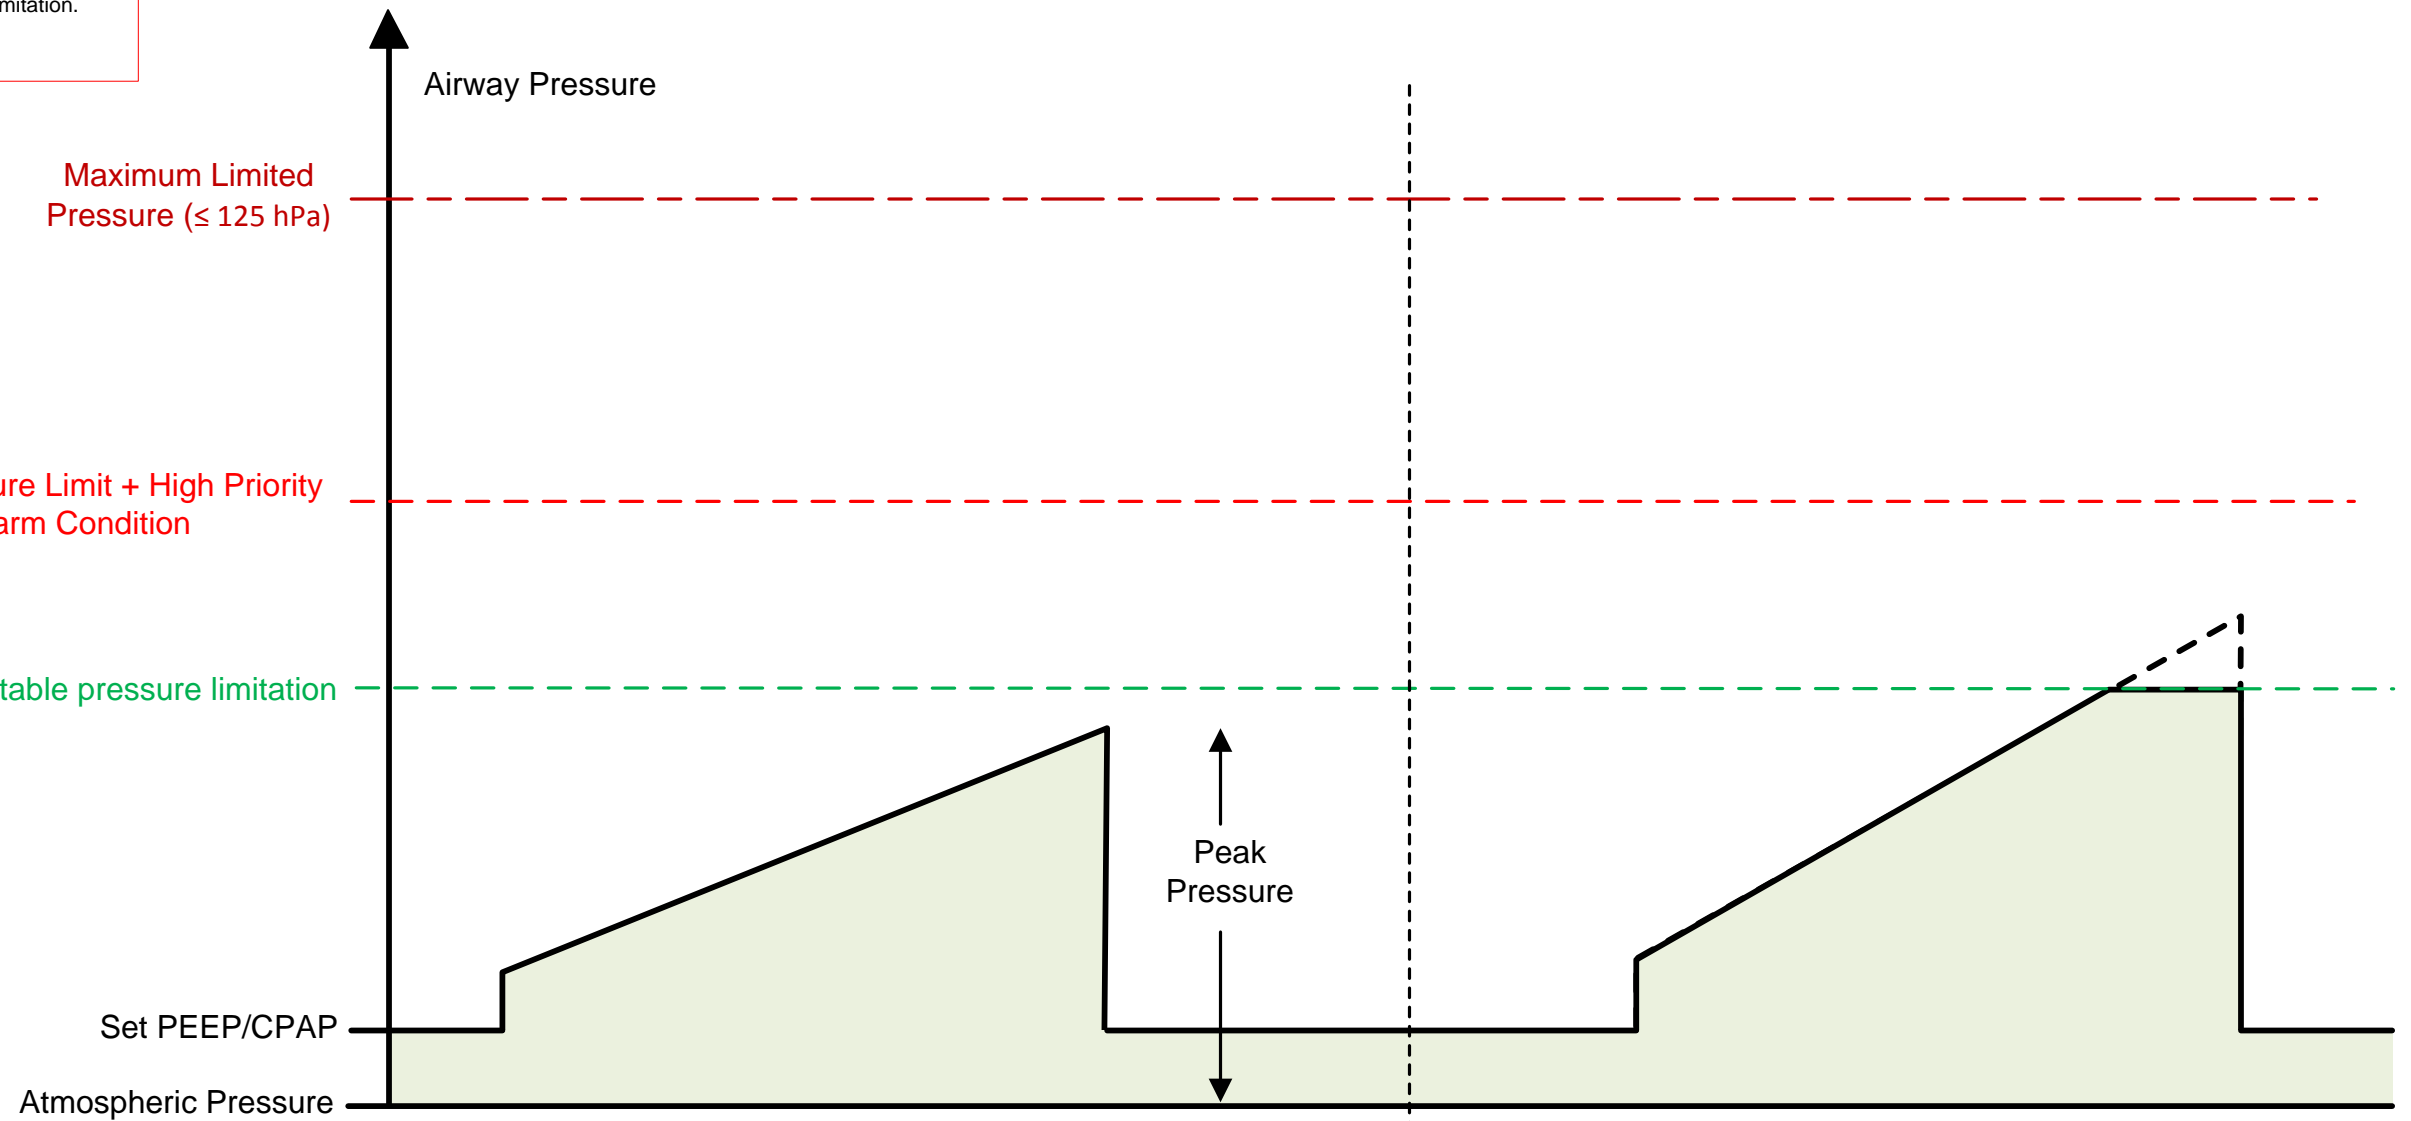 mitation.
Airway Pressure
Maximum Limited
Pressure (≤ 125 hPa)
ure Limit + High Priority
arm Condition
table pressure limitation
Peak
Pressure
Set PEEP/CPAP
Atmospheric Pressure